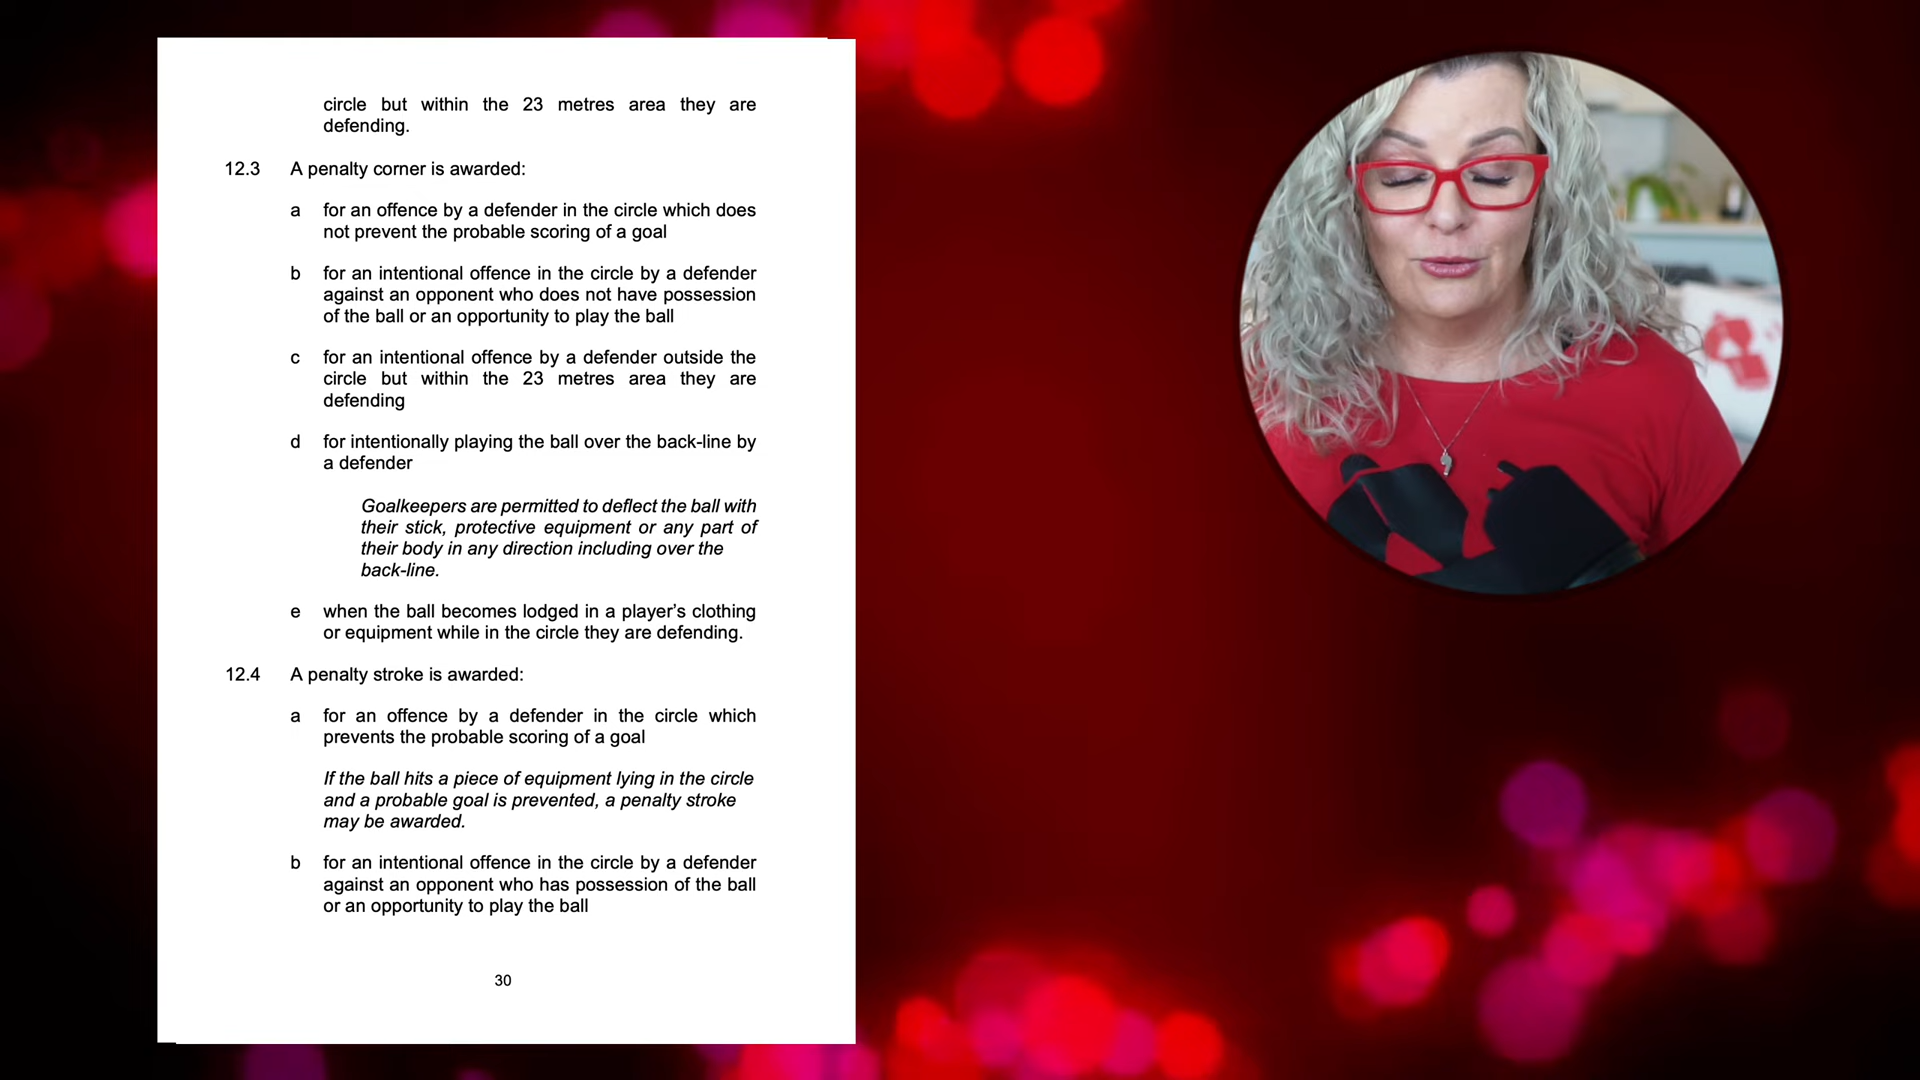 circle but within the 23 metres area they are
defending.
12.3 A penalty corner is awarded:
a for an offence by a defender in the circle which does
not prevent the probable scoring of a goal
b for an intentional offence in the circle by a defender
against an opponent who does not have possession
of the ball or an opportunity to play the ball
c for an intentional offence by a defender outside the
circle but within the 23 metres area they are
defending
d for intentionally playing the ball over the back-line by
a defender
Goalkeepers are permitted to deflect the ball with
their stick, protective equipment or any part of
their body in any direction including over the
back-line.
e when the ball becomes lodged in a player’s clothing
or equipment while in the circle they are defending.
12.4 A penalty stroke is awarded:
a for an offence by a defender in the circle which
prevents the probable scoring of a goal
If the ball hits a piece of equipment lying in the circle
and a probable goal is prevented, a penalty stroke
may be awarded.
b for an intentional offence in the circle by a defender
against an opponent who has possession of the ball
or an opportunity to play the ball
30